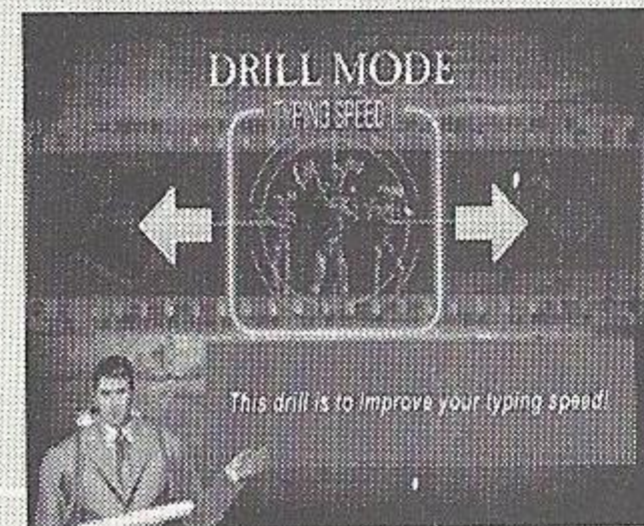 DRILL MODE
TYPING SPEED I
This drill is to improve your typing speed!